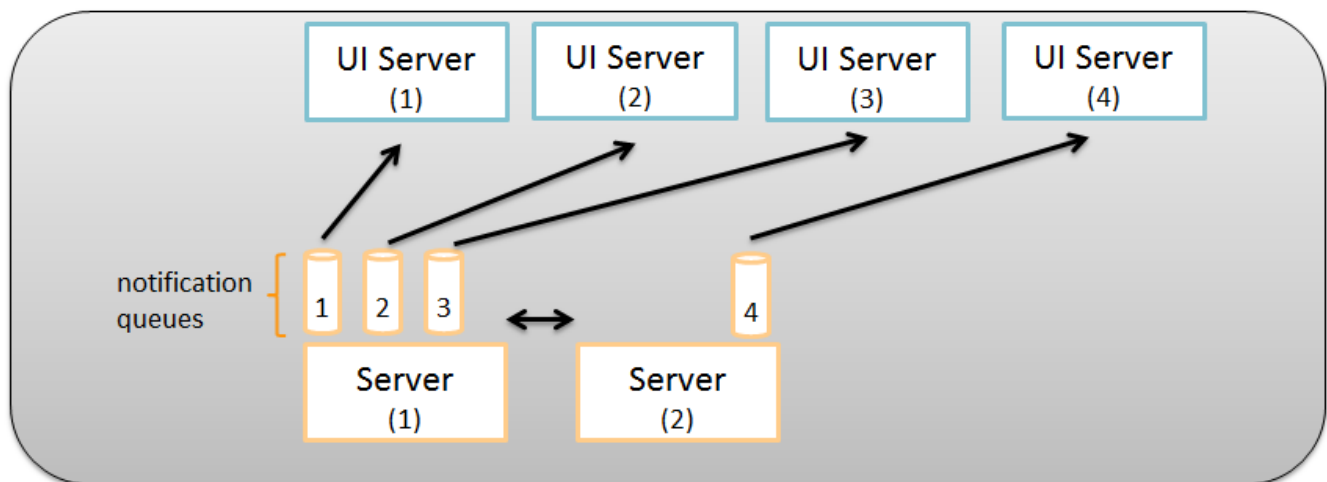 UI Server
(1)
UI Server
(2)
UI Server
(3)
UI Server
(4)
notification
queues
1
2
3
4
Server
(1)
Server
(2)